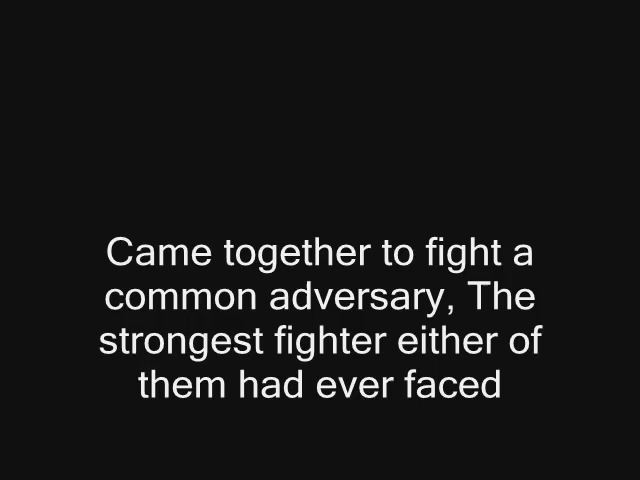 Came together to fight a
common adversary, The
strongest fighter either of
them had ever faced